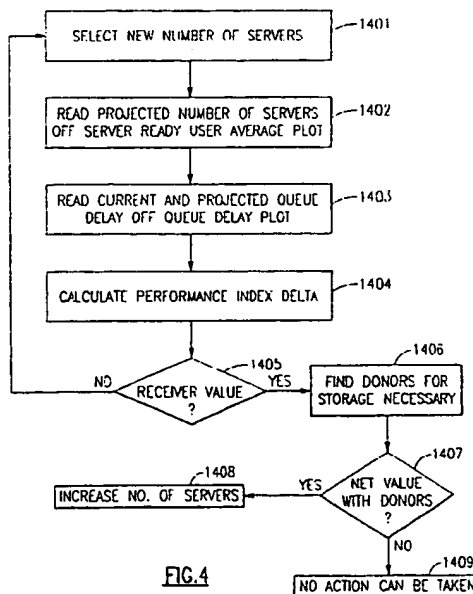 SELECT NEW NUMBER OF SERVERS
1401
READ PROJECTED NUMBER OF SERVERS
OFF SERVER READY USER AVERAGE PLOT
1402
READ CURRENT AND PROJECTED QUEUE
DELAY OFF QUEUE DELAY PLOT
1403
CALCULATE PERFORMANCE INDEX DELTA
1404
1405
RECEIVER VALUE
?
NO
YES
1406
FIND DONORS FOR
STORAGE NECESSARY
1407
NET VALUE
WITH DONORS
?
YES
1408
INCREASE NO. OF SERVERS
NO
1409
NO ACTION CAN BE TAKEN
FIG.4